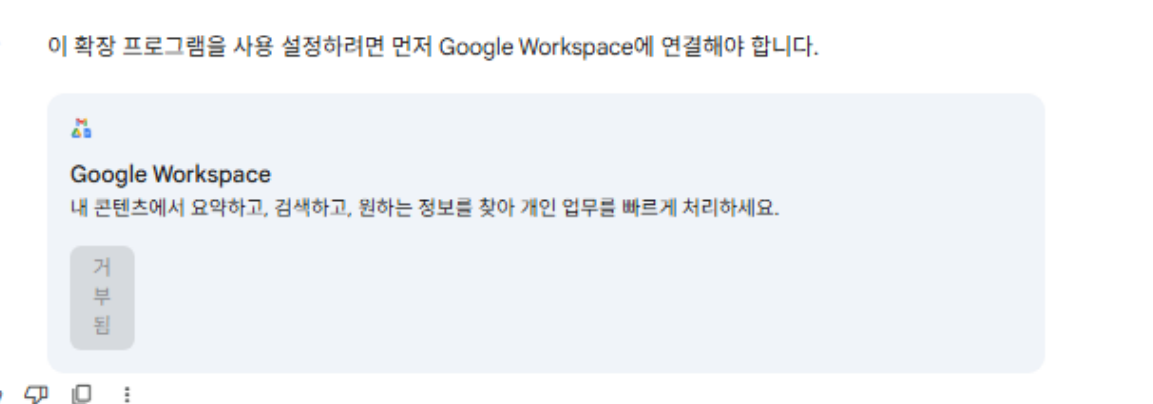 이 확장 프로그램을 사용 설정하려면 먼저 Google Workspace에 연결해야 합니다.
Google Workspace
내 콘텐츠에서 요약하고, 검색하고, 원하는 정보를 찾아 개인 업무를 빠르게 처리하세요.
거
부
됨